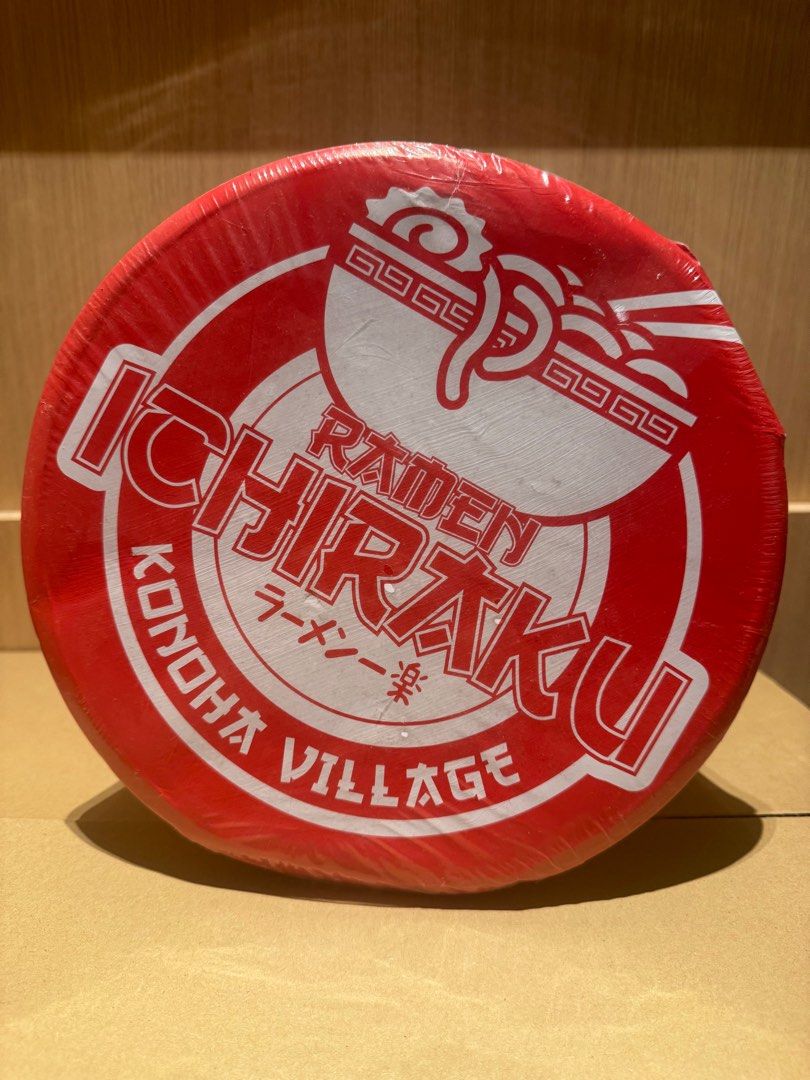 RAMEN
ICHIRAKU
ラーメン一楽
KONOHA VILLAGE